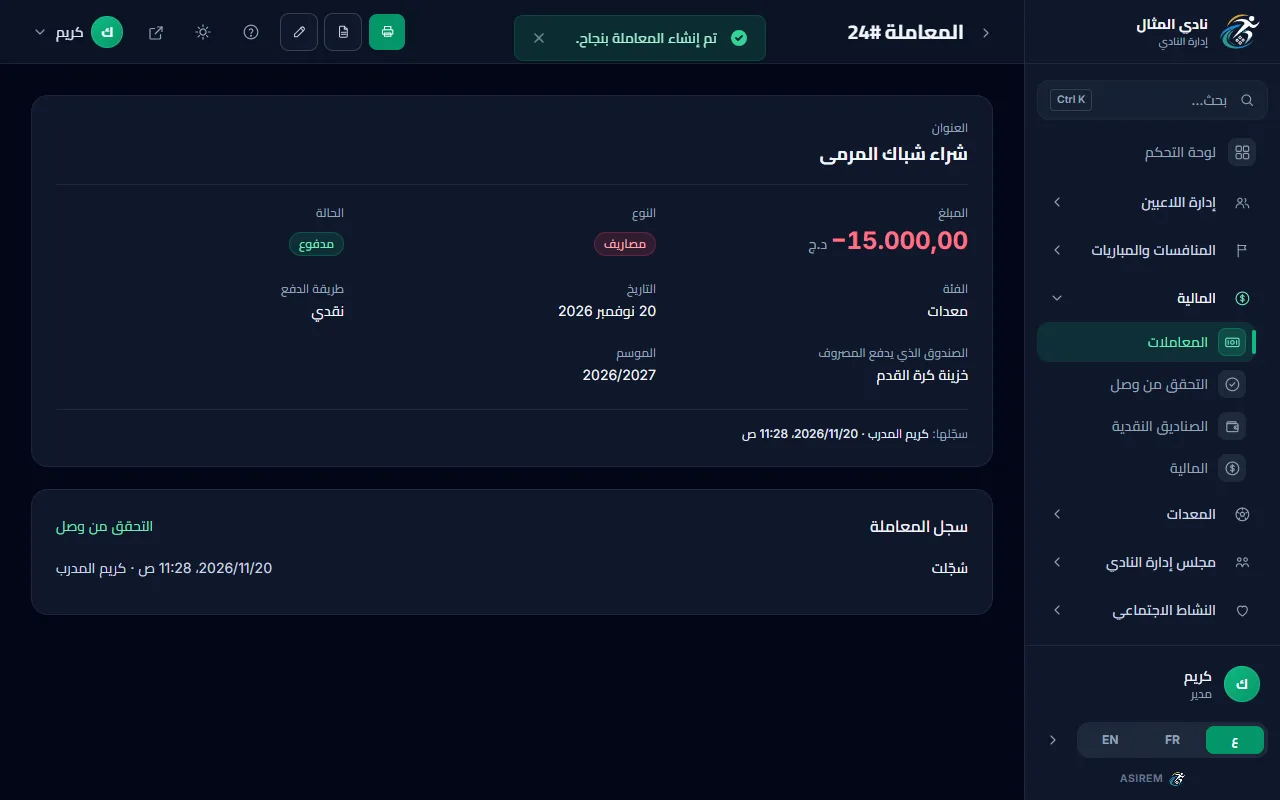 نادي المثال
إدارة النادي
بحث...
Ctrl K
لوحة التحكم
إدارة اللاعبين
المنافسات والمباريات
المالية
المعاملات
التحقق من وصل
الصناديق النقدية
المالية
المعدات
مجلس إدارة النادي
النشاط الاجتماعي
ك
كريم
مدير
ع
FR
EN
ASIREM
المعاملة #24
تم إنشاء المعاملة بنجاح.
ك
كريم
العنوان
شراء شباك المرمى
المبلغ
−15.000,00 د.ج
النوع
مصاريف
الحالة
مدفوع
الفئة
معدات
التاريخ
20 نوفمبر 2026
طريقة الدفع
نقدي
الصندوق الذي يدفع المصروف
خزينة كرة القدم
الموسم
2026/2027
سجّلها: كريم المدرب · 2026/11/20، 11:28 ص
سجل المعاملة
التحقق من وصل
سُجّلت
2026/11/20، 11:28 ص · كريم المدرب